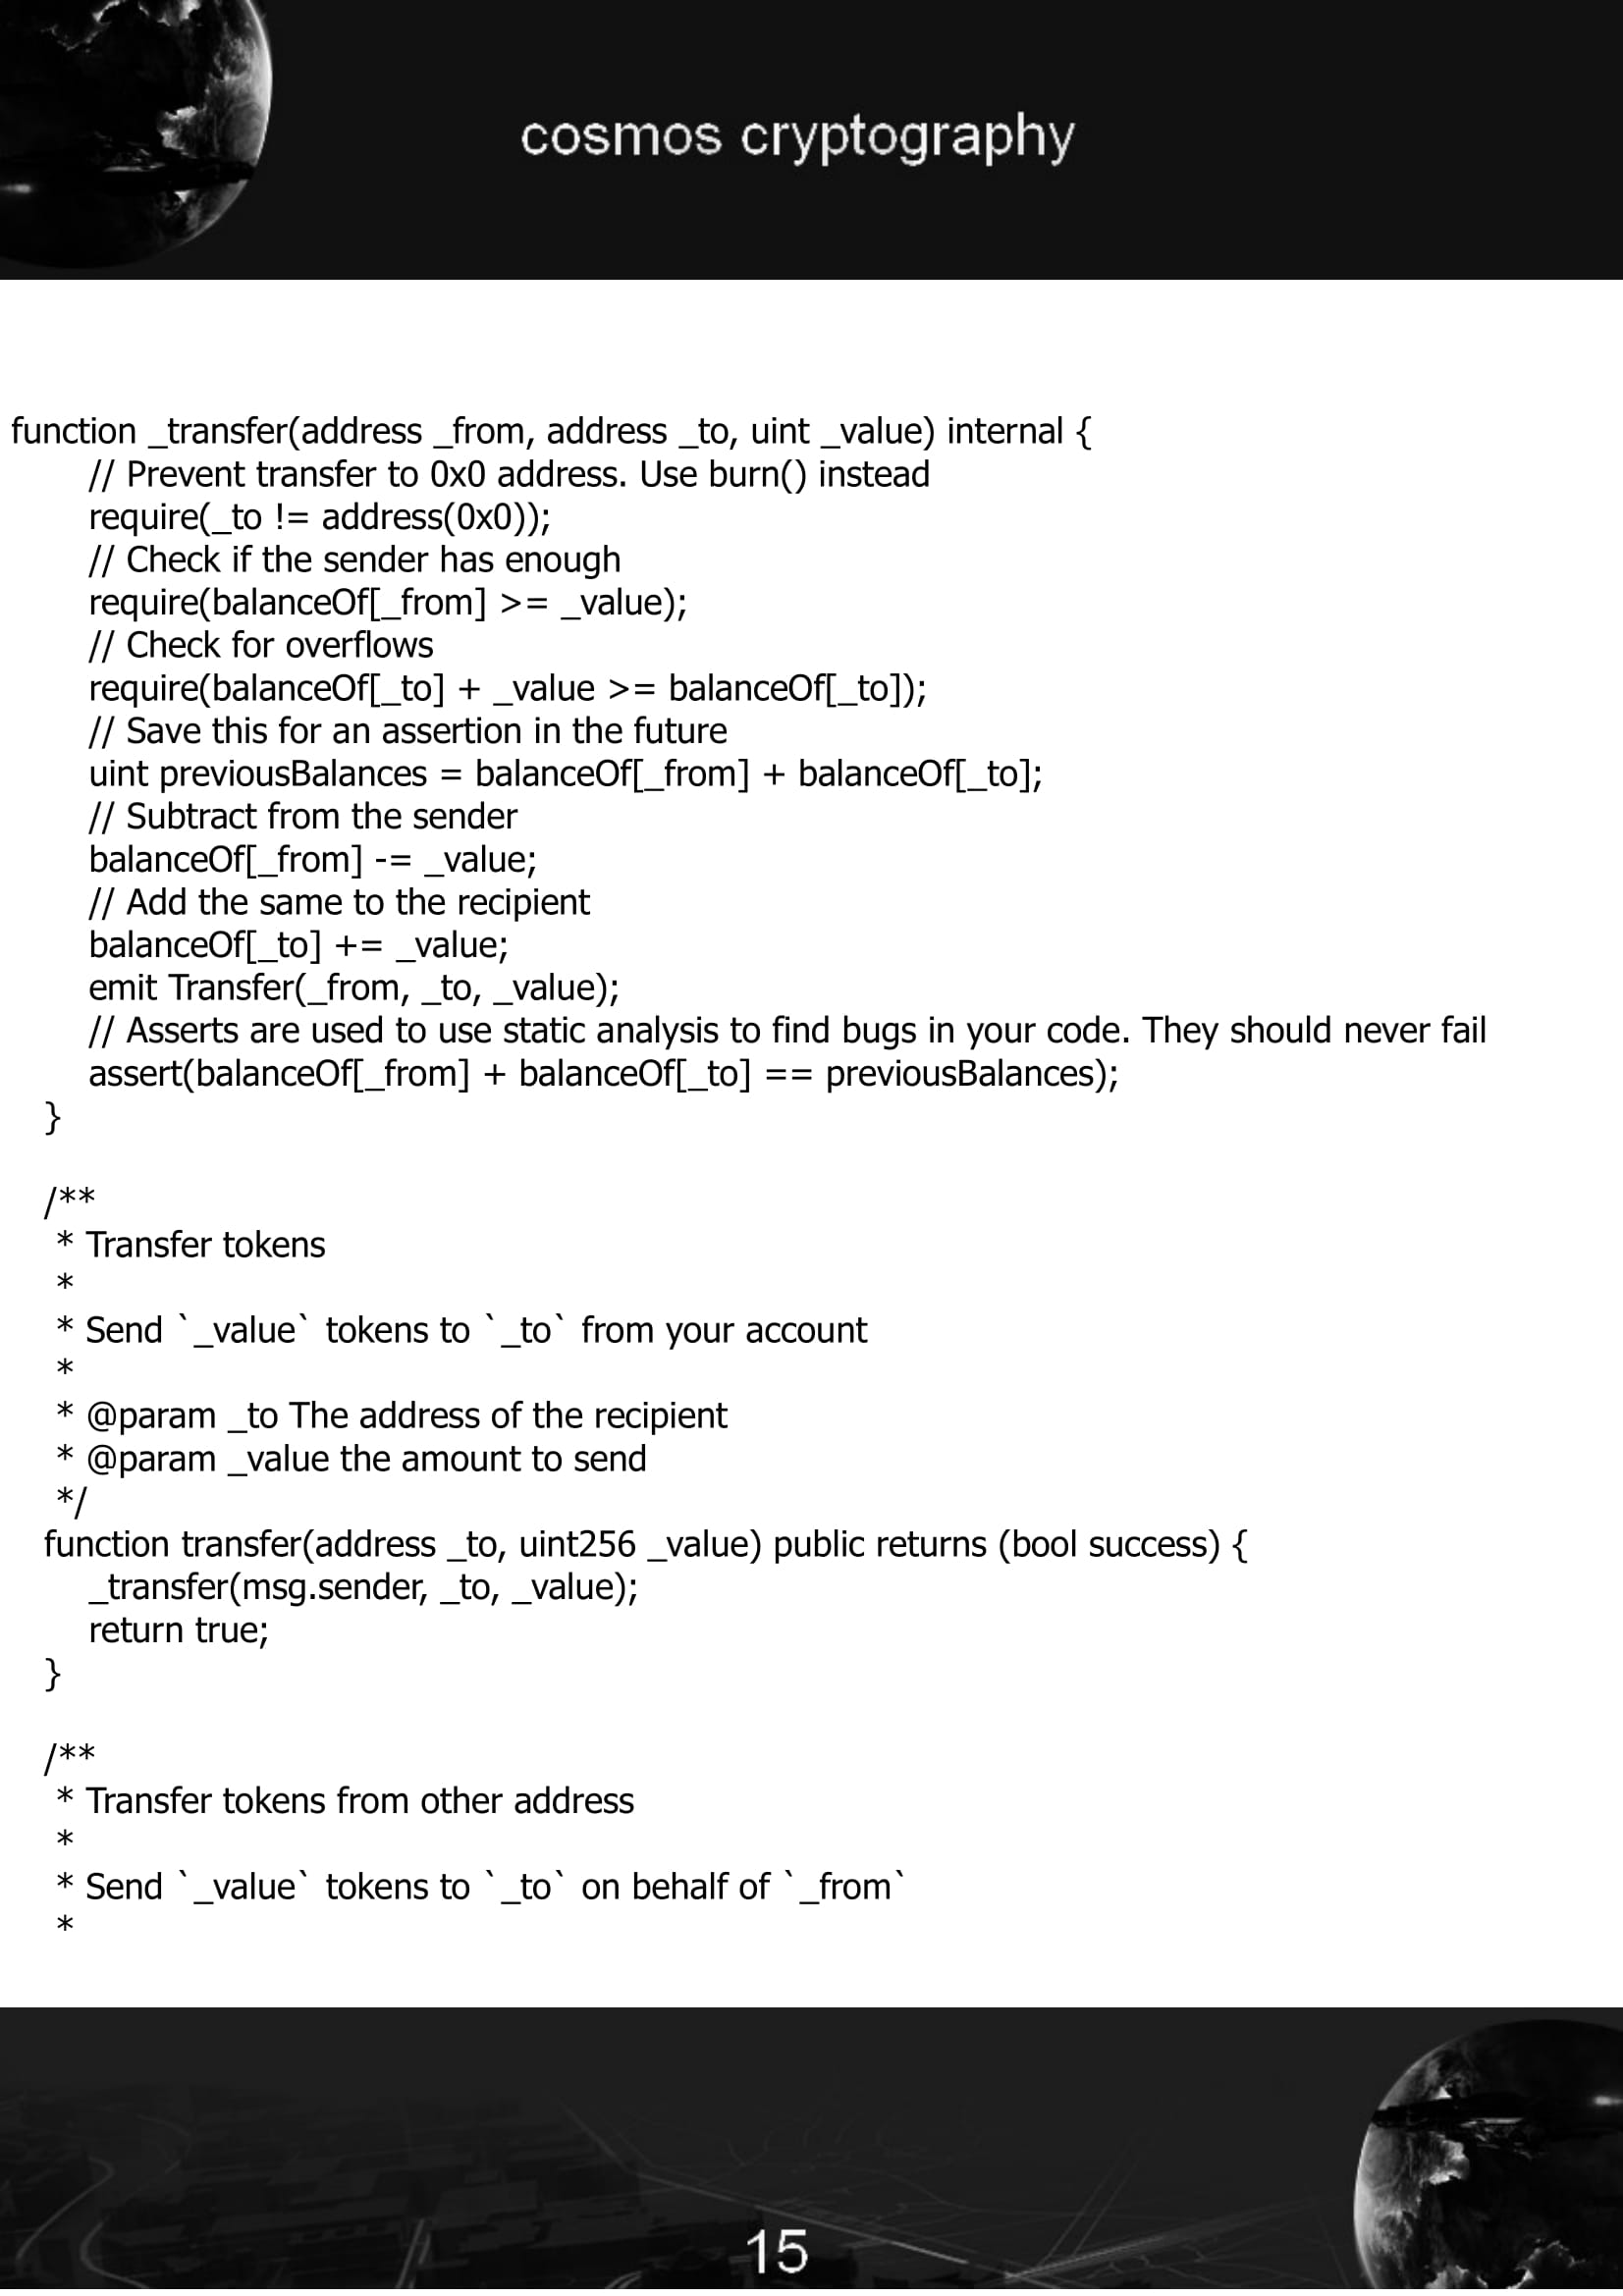 cosmos cryptography
function _transfer(address _from, address _to, uint _value) internal {
// Prevent transfer to 0x0 address. Use burn() instead
require(_to != address(0x0));
// Check if the sender has enough
require(balanceOf[_from] >= _value);
// Check for overflows
require(balanceOf[_to] + _value >= balanceOf[_to]);
// Save this for an assertion in the future
uint previousBalances = balanceOf[_from] + balanceOf[_to];
// Subtract from the sender
balanceOf[_from] -= _value;
// Add the same to the recipient
balanceOf[_to] += _value;
emit Transfer(_from, _to, _value);
// Asserts are used to use static analysis to find bugs in your code. They should never fail
assert(balanceOf[_from] + balanceOf[_to] == previousBalances);
}
/**
* Transfer tokens
*
* Send `_value` tokens to `_to` from your account
*
* @param _to The address of the recipient
* @param _value the amount to send
*/
function transfer(address _to, uint256 _value) public returns (bool success) {
_transfer(msg.sender, _to, _value);
return true;
}
/**
* Transfer tokens from other address
*
* Send `_value` tokens to `_to` on behalf of `_from`
*
15